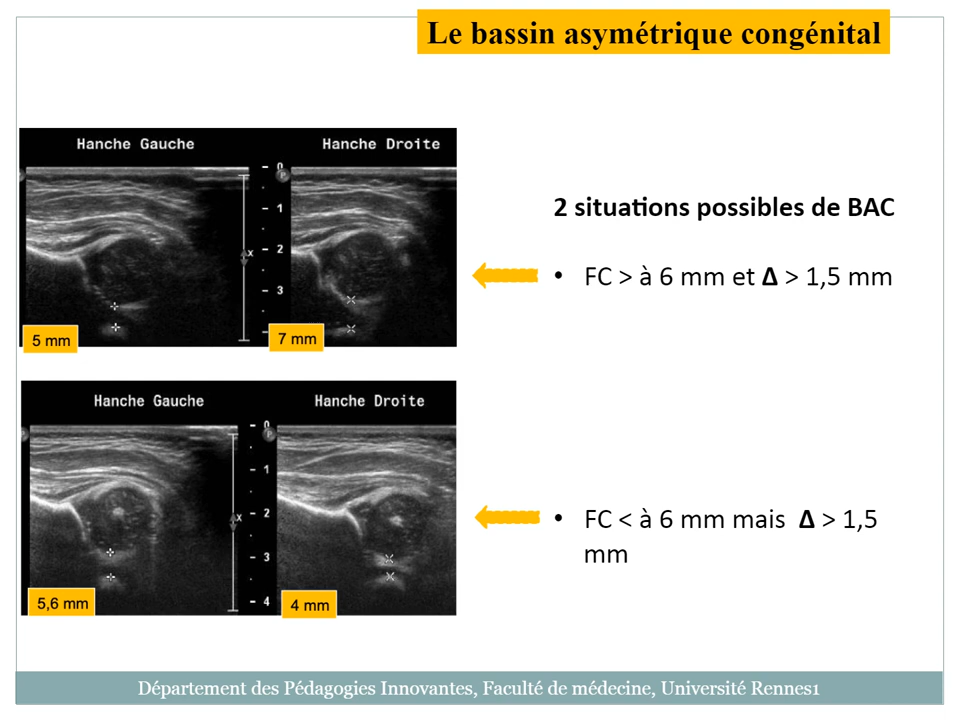 Le bassin asymétrique congénital
Hanche Gauche
Hanche Droite
0
P
1
2
x
3
5 mm
7 mm
2 situations possibles de BAC
• FC > à 6 mm et Δ > 1,5 mm
Hanche Gauche
Hanche Droite
0
P
1
2
x
3
4
5,6 mm
4 mm
• FC < à 6 mm mais Δ > 1,5
mm
Département des Pédagogies Innovantes, Faculté de médecine, Université Rennes1